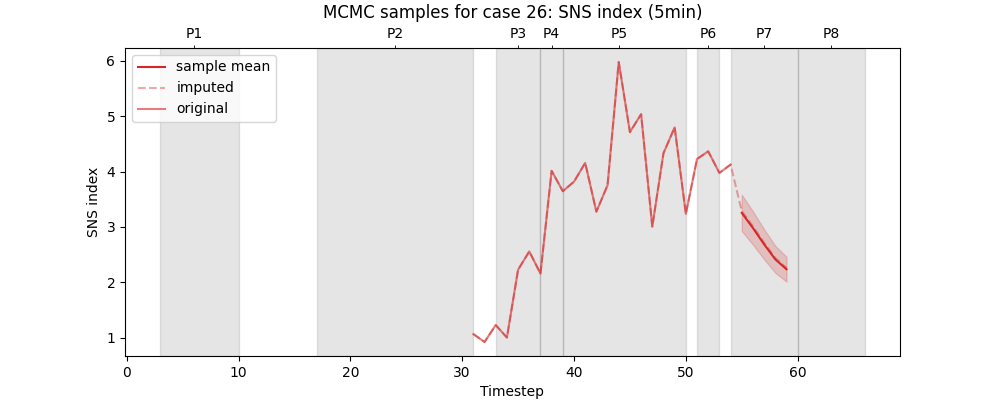 MCMC samples for case 26: SNS index (5min)
P1 P2 P3 P4 P5 P6 P7 P8
sample mean
imputed
original
6
5
4
3
2
1
SNS index
0 10 20 30 40 50 60
Timestep